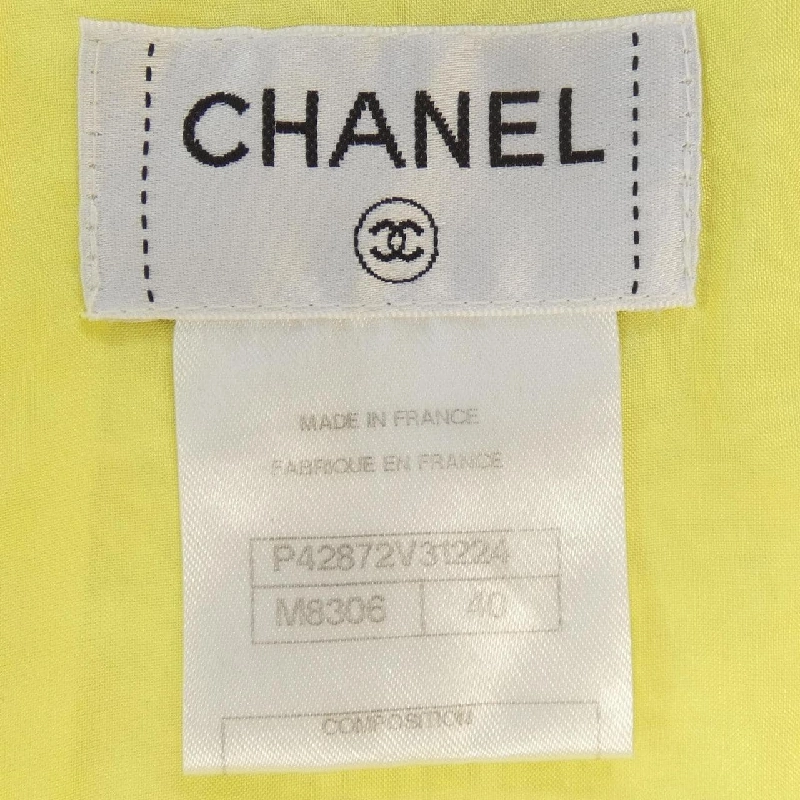 CHANEL
MADE IN FRANCE
FABRIQUE EN FRANCE
P42872V31224
M8306 40
COMPOSITION